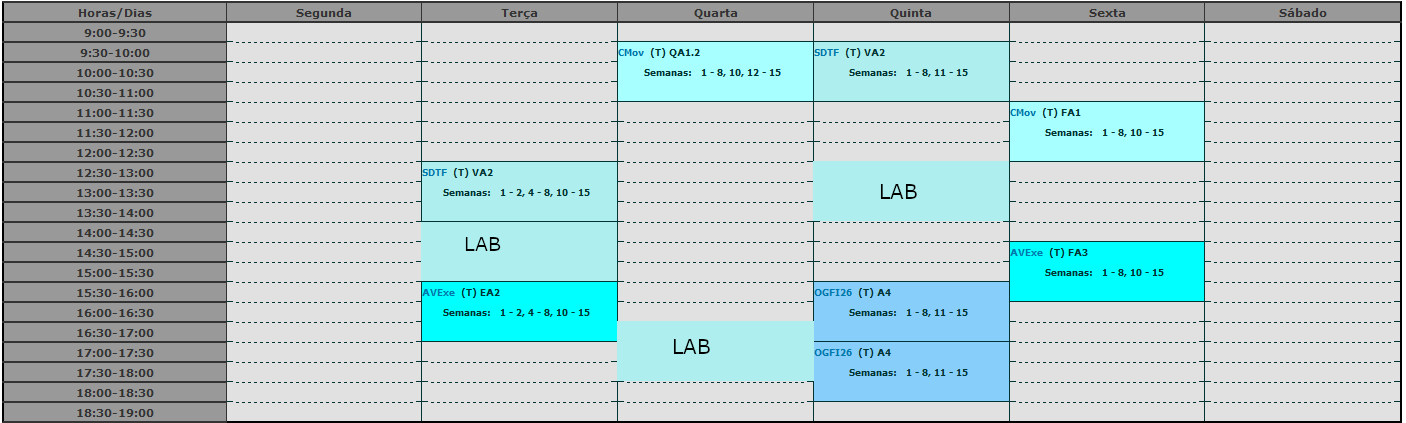 Horas/Dias Segunda Terça Quarta Quinta Sexta Sábado
9:00-9:30
9:30-10:00 CMov (T) QA1.2 SDTF (T) VA2
10:00-10:30 Semanas: 1 - 8, 10, 12 - 15 Semanas: 1 - 8, 11 - 15
10:30-11:00
11:00-11:30 CMov (T) FA1
11:30-12:00 Semanas: 1 - 8, 10 - 15
12:00-12:30
12:30-13:00 SDTF (T) VA2
13:00-13:30 Semanas: 1 - 2, 4 - 8, 10 - 15 LAB
13:30-14:00
14:00-14:30
14:30-15:00 LAB AVExe (T) FA3
15:00-15:30 Semanas: 1 - 8, 10 - 15
15:30-16:00 AVExe (T) EA2 OGFI26 (T) A4
16:00-16:30 Semanas: 1 - 2, 4 - 8, 10 - 15 Semanas: 1 - 8, 11 - 15
16:30-17:00
17:00-17:30 LAB OGFI26 (T) A4
17:30-18:00 Semanas: 1 - 8, 11 - 15
18:00-18:30
18:30-19:00